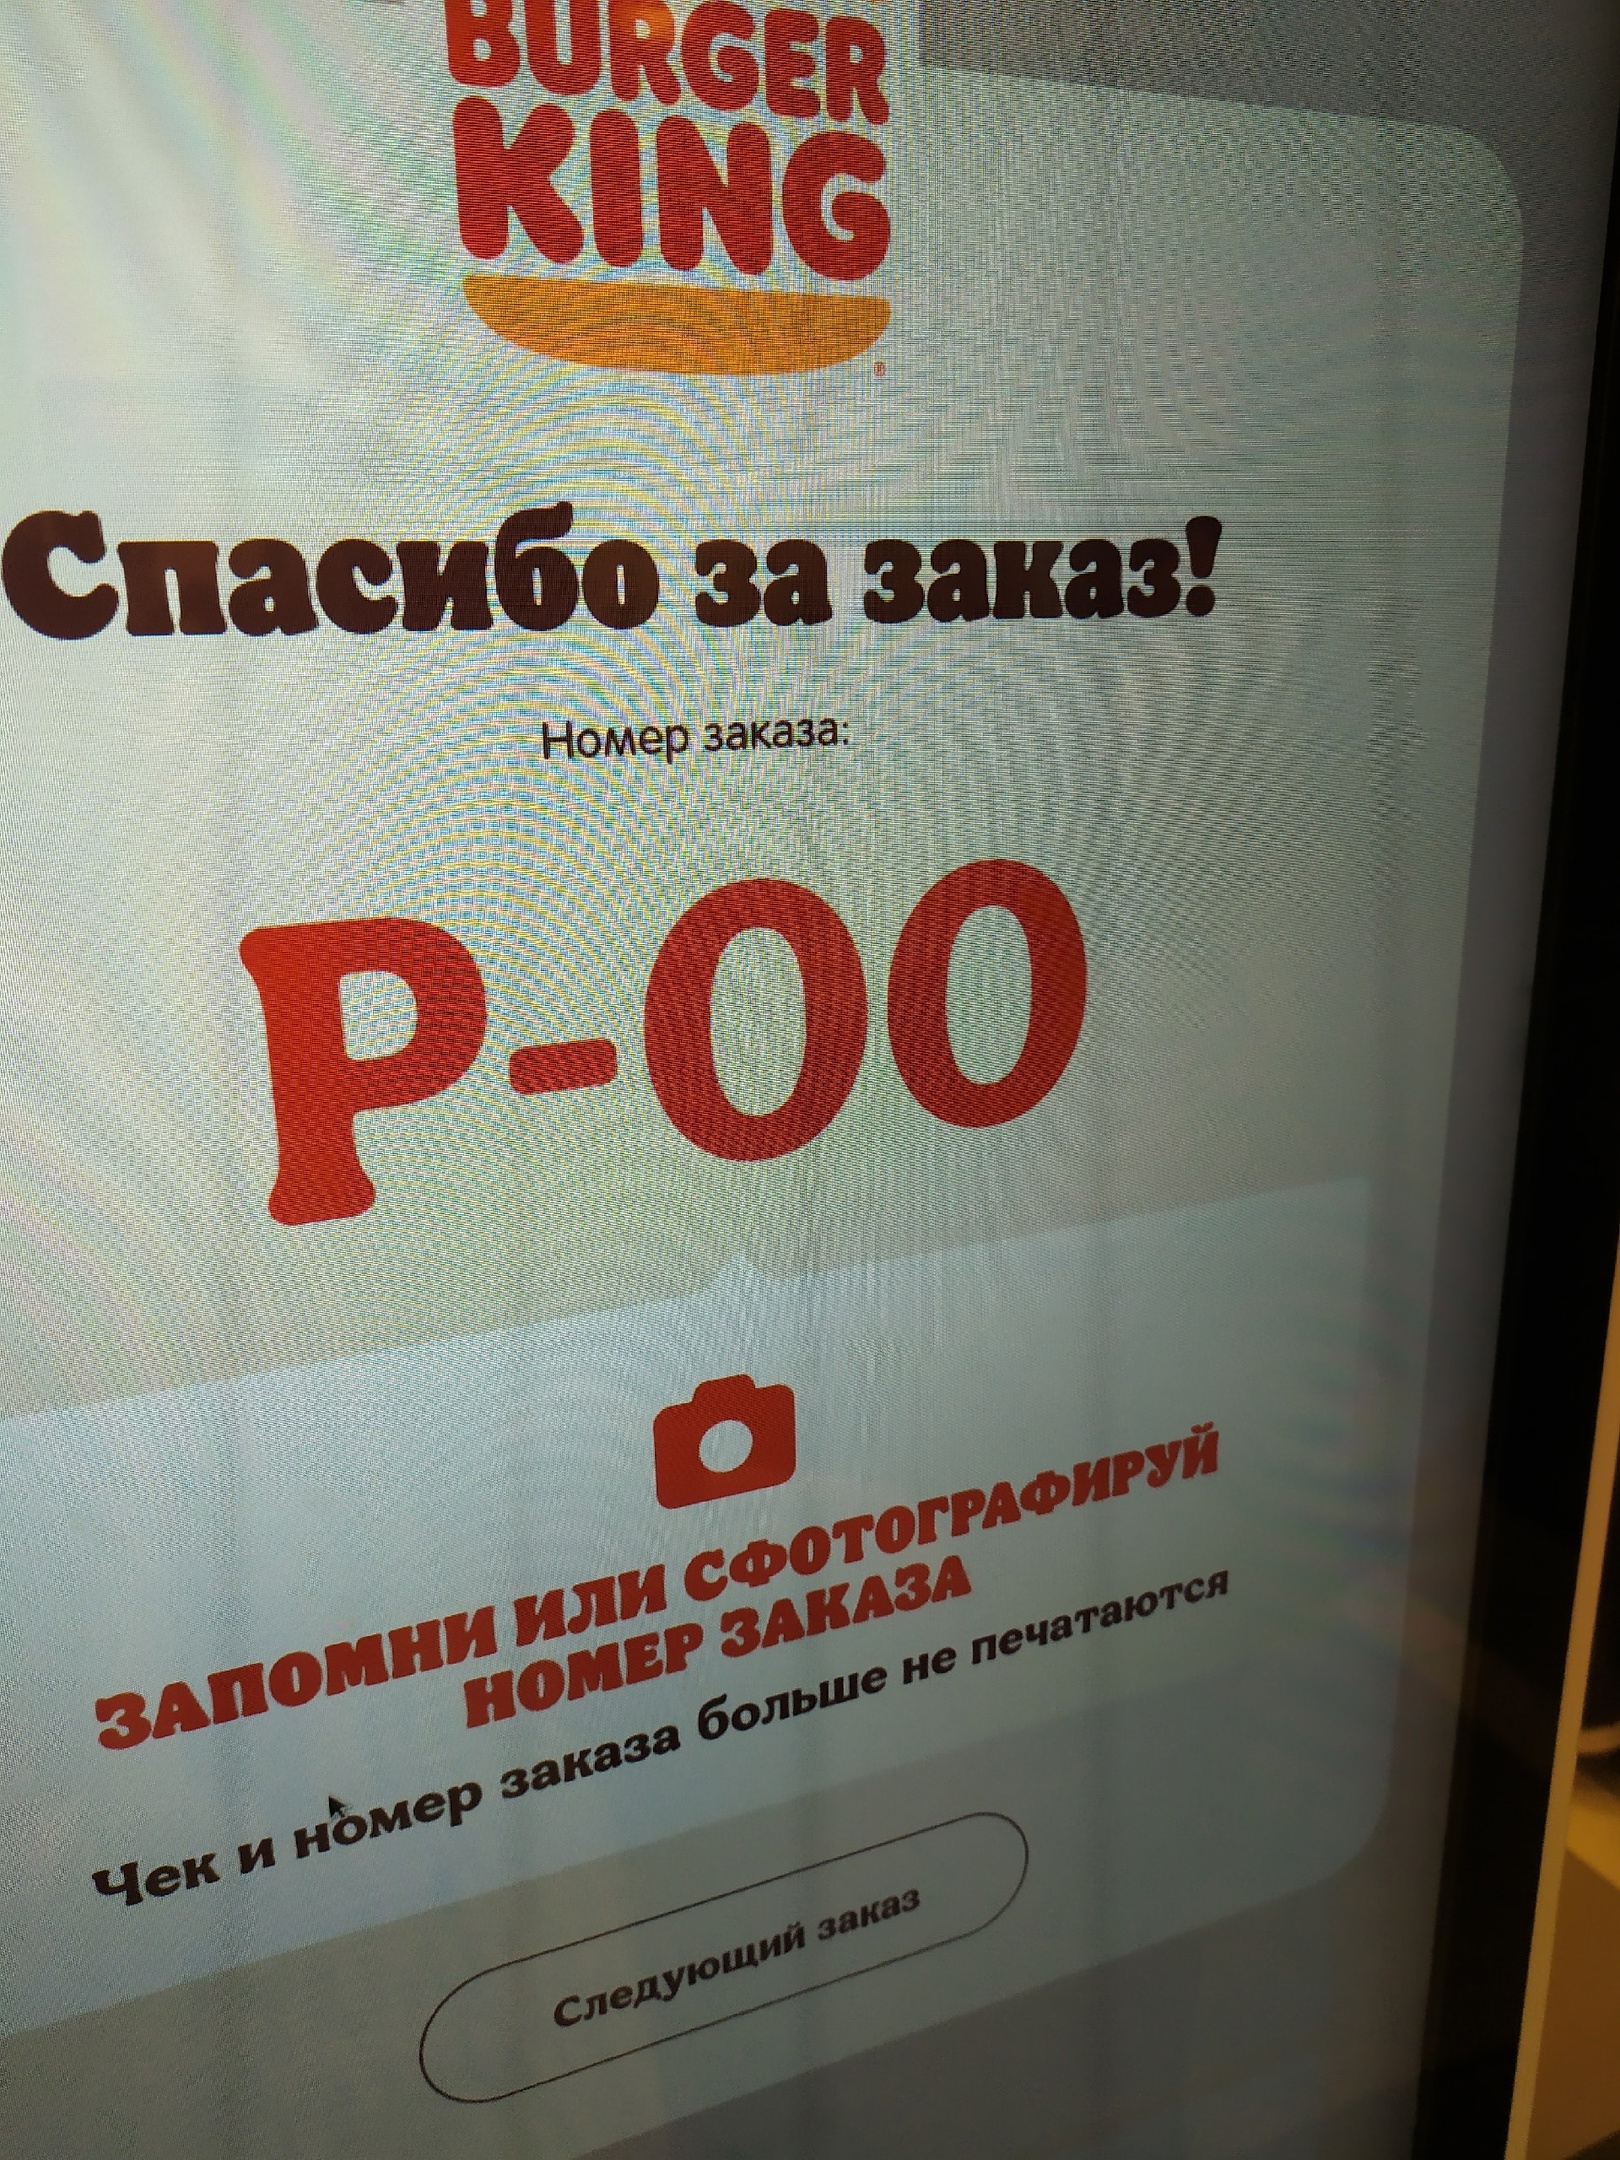 BURGER
KING
®
Спасибо за заказ!
Номер заказа:
Р-00
ЗАПОМНИ ИЛИ СФОТОГРАФИРУЙ
НОМЕР ЗАКАЗА
Чек и номер заказа больше не печатаются
Следующий заказ